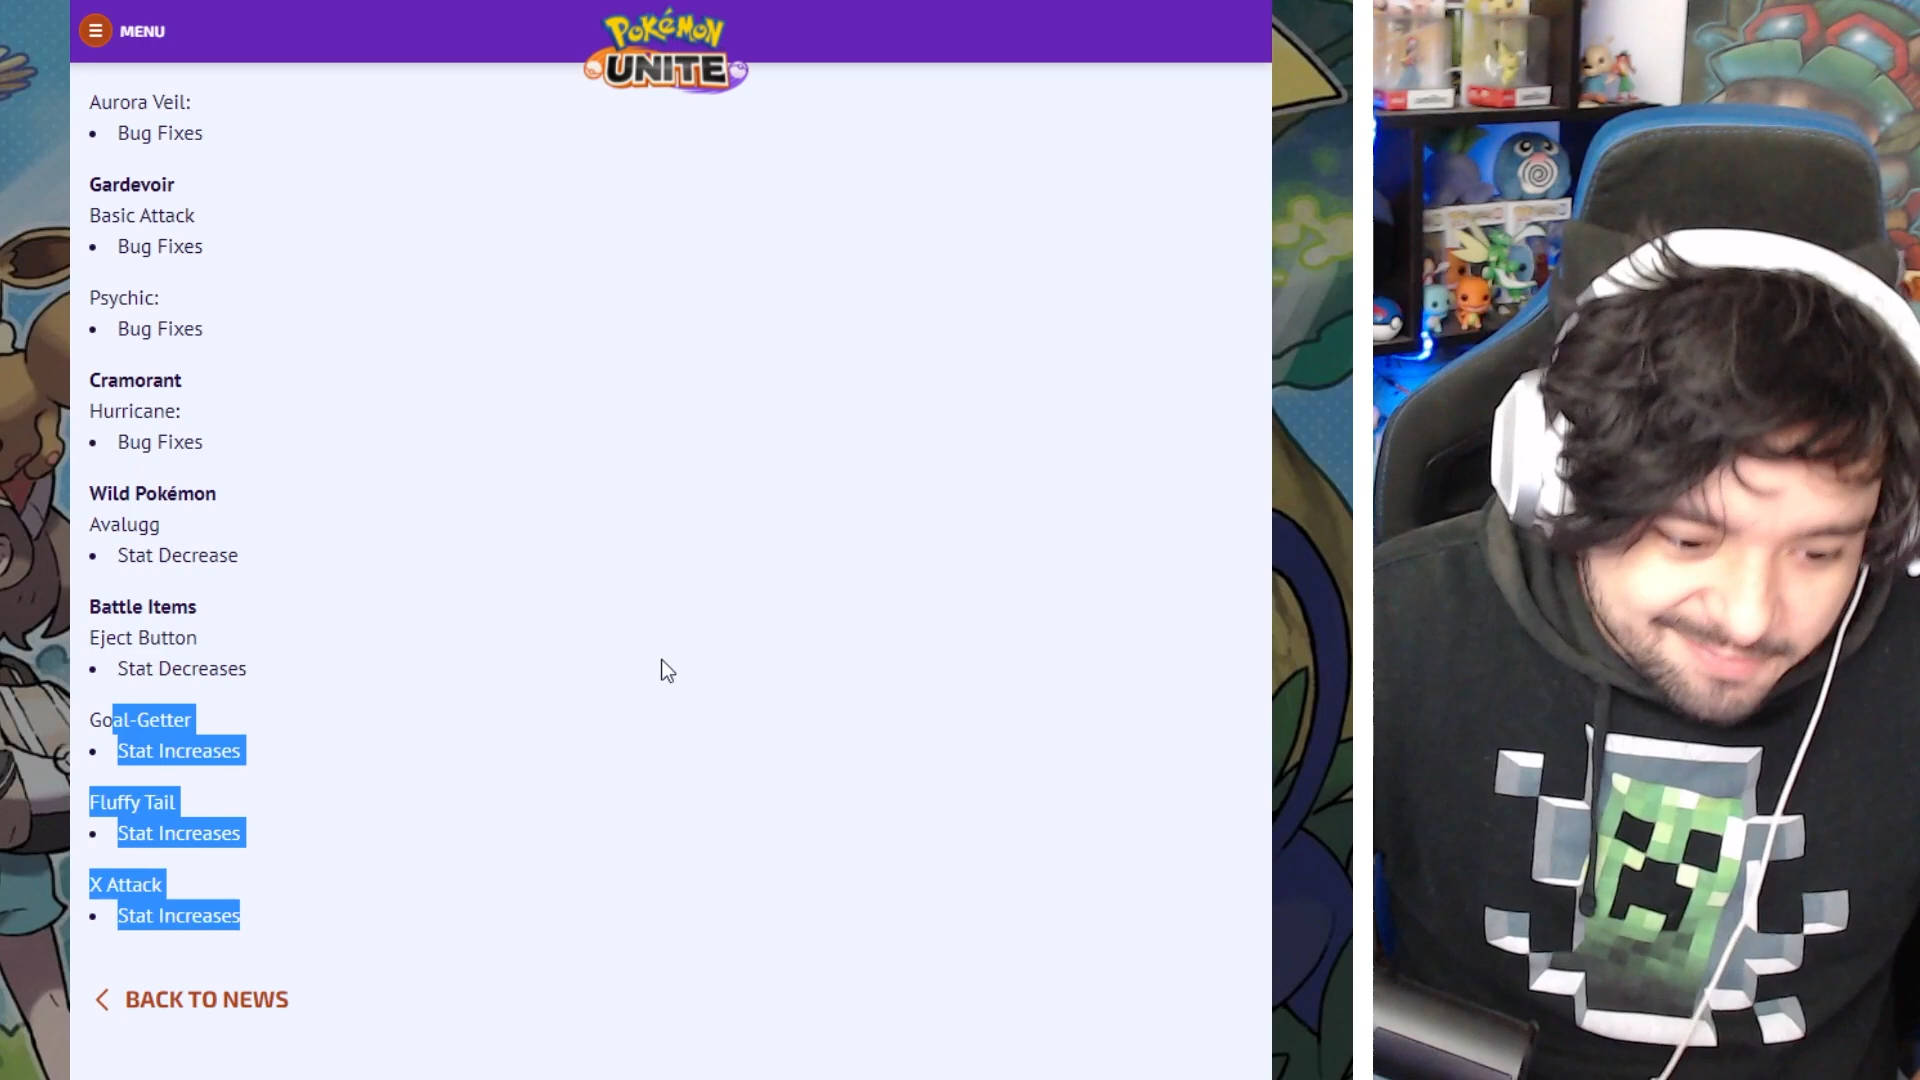 MENU
POKéMON
UNITE
Aurora Veil:
• Bug Fixes
Gardevoir
Basic Attack
• Bug Fixes
Psychic:
• Bug Fixes
Cramorant
Hurricane:
• Bug Fixes
Wild Pokémon
Avalugg
• Stat Decrease
Battle Items
Eject Button
• Stat Decreases
Goal-Getter
• Stat Increases
Fluffy Tail
• Stat Increases
X Attack
• Stat Increases
BACK TO NEWS